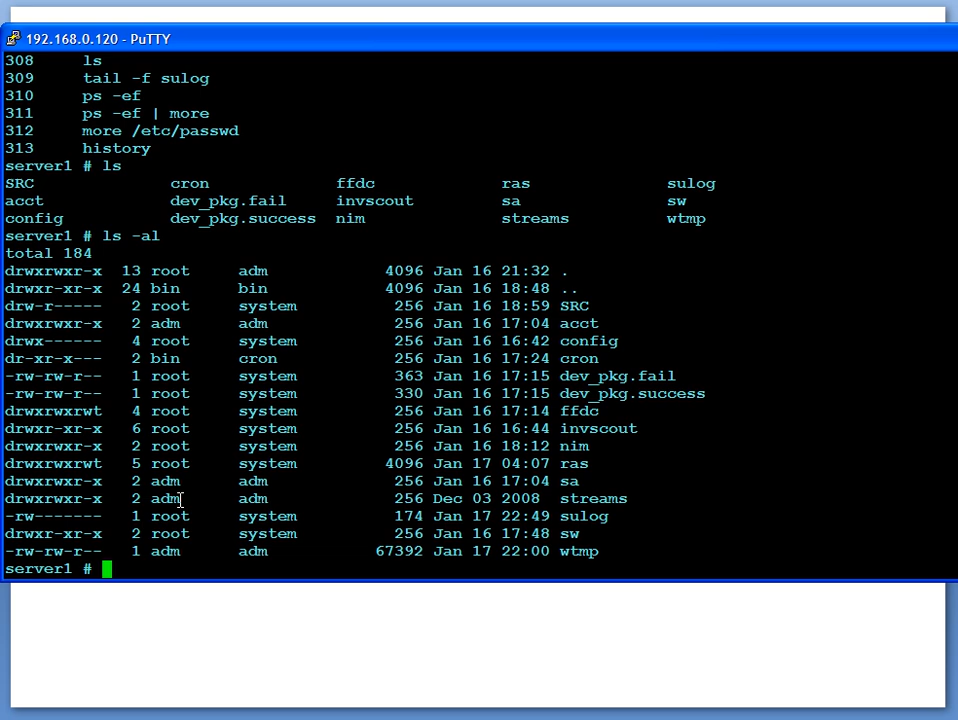 192.168.0.120 - PuTTY
308 ls
309 tail -f sulog
310 ps -ef
311 ps -ef | more
312 more /etc/passwd
313 history
server1 # ls
SRC cron ffdc ras sulog
acct dev_pkg.fail invscout sa sw
config dev_pkg.success nim streams wtmp
server1 # ls -al
total 184
drwxrwxr-x 13 root adm 4096 Jan 16 21:32 .
drwxr-xr-x 24 bin bin 4096 Jan 16 18:48 ..
drw-r----- 2 root system 256 Jan 16 18:59 SRC
drwxrwxr-x 2 adm adm 256 Jan 16 17:04 acct
drwx------ 4 root system 256 Jan 16 16:42 config
dr-xr-x--- 2 bin cron 256 Jan 16 17:24 cron
-rw-rw-r-- 1 root system 363 Jan 16 17:15 dev_pkg.fail
-rw-rw-r-- 1 root system 330 Jan 16 17:15 dev_pkg.success
drwxrwxrwt 4 root system 256 Jan 16 17:14 ffdc
drwxr-xr-x 6 root system 256 Jan 16 16:44 invscout
drwxr-xr-x 2 root system 256 Jan 16 18:12 nim
drwxrwxrwt 5 root system 4096 Jan 17 04:07 ras
drwxrwxr-x 2 adm adm 256 Jan 16 17:04 sa
drwxrwxr-x 2 adm adm 256 Dec 03 2008 streams
-rw------- 1 root system 174 Jan 17 22:49 sulog
drwxr-xr-x 2 root system 256 Jan 16 17:48 sw
-rw-rw-r-- 1 adm adm 67392 Jan 17 22:00 wtmp
server1 #